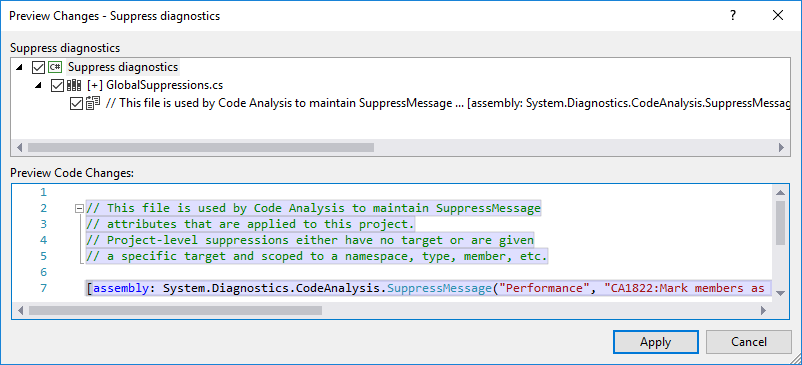 Preview Changes - Suppress diagnostics
?
Suppress diagnostics
C# Suppress diagnostics
[+] GlobalSuppressions.cs
// This file is used by Code Analysis to maintain SuppressMessage ... [assembly: System.Diagnostics.CodeAnalysis.SuppressMessag
Preview Code Changes:
1
2 // This file is used by Code Analysis to maintain SuppressMessage
3 // attributes that are applied to this project.
4 // Project-level suppressions either have no target or are given
5 // a specific target and scoped to a namespace, type, member, etc.
6
7 [assembly: System.Diagnostics.CodeAnalysis.SuppressMessage("Performance", "CA1822:Mark members as
Apply Cancel